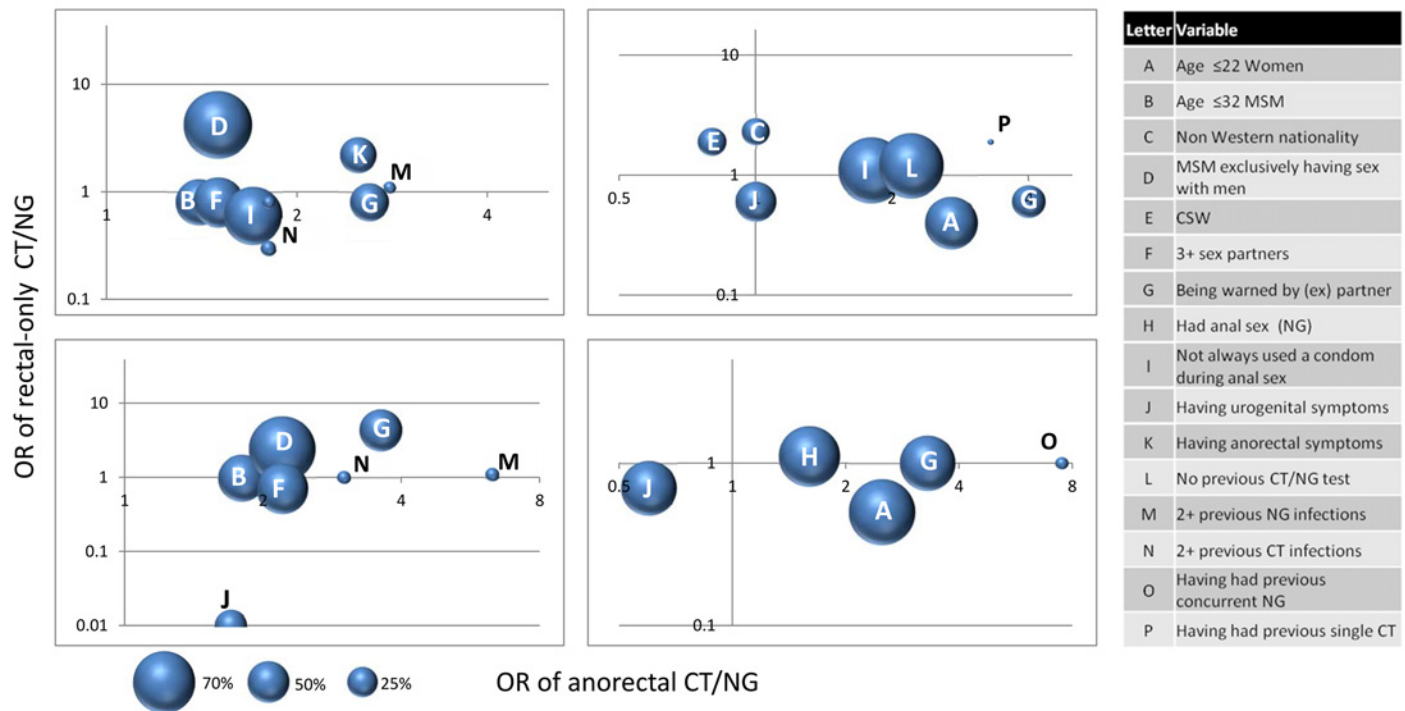 OR of rectal-only CT/NG
10
1
0.1
1
2
4
D
K
M
B
F
I
G
N
10
1
0.1
0.5
1
2
4
E
C
P
J
I
L
A
G
10
1
0.1
0.01
1
2
4
8
D
G
B
F
N
M
J
1
0.1
0.5
1
2
4
8
J
H
A
G
O
70%
50%
25%
OR of anorectal CT/NG
Letter Variable
A Age ≤22 Women
B Age ≤32 MSM
C Non Western nationality
D MSM exclusively having sex
with men
E CSW
F 3+ sex partners
G Being warned by (ex) partner
H Had anal sex (NG)
I Not always used a condom
during anal sex
J Having urogenital symptoms
K Having anorectal symptoms
L No previous CT/NG test
M 2+ previous NG infections
N 2+ previous CT infections
O Having had previous
concurrent NG
P Having had previous single CT